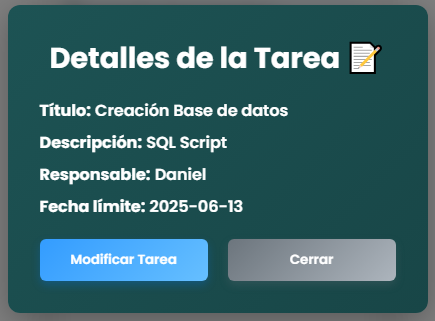 Detalles de la Tarea 📝
Título: Creación Base de datos
Descripción: SQL Script
Responsable: Daniel
Fecha límite: 2025-06-13
Modificar Tarea
Cerrar